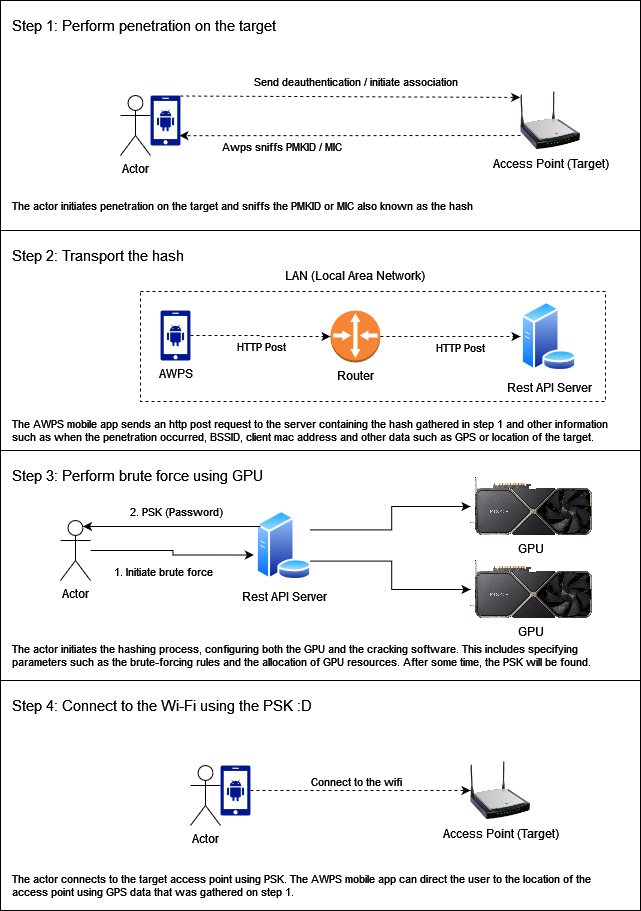 Step 1: Perform penetration on the target
Send deauthentication / initiate association
Awps sniffs PMKID / MIC
Actor
Access Point (Target)
The actor initiates penetration on the target and sniffs the PMKID or MIC also known as the hash
Step 2: Transport the hash
LAN (Local Area Network)
HTTP Post
HTTP Post
AWPS
Router
Rest API Server
The AWPS mobile app sends an http post request to the server containing the hash gathered in step 1 and other information
such as when the penetration occurred, BSSID, client mac address and other data such as GPS or location of the target.
Step 3: Perform brute force using GPU
2. PSK (Password)
GPU
1. Initiate brute force
Actor
Rest API Server
GPU
The actor initiates the hashing process, configuring both the GPU and the cracking software. This includes specifying
parameters such as the brute-forcing rules and the allocation of GPU resources. After some time, the PSK will be found.
Step 4: Connect to the Wi-Fi using the PSK :D
Connect to the wifi
Actor
Access Point (Target)
The actor connects to the target access point using PSK. The AWPS mobile app can direct the user to the location of the
access point using GPS data that was gathered on step 1.